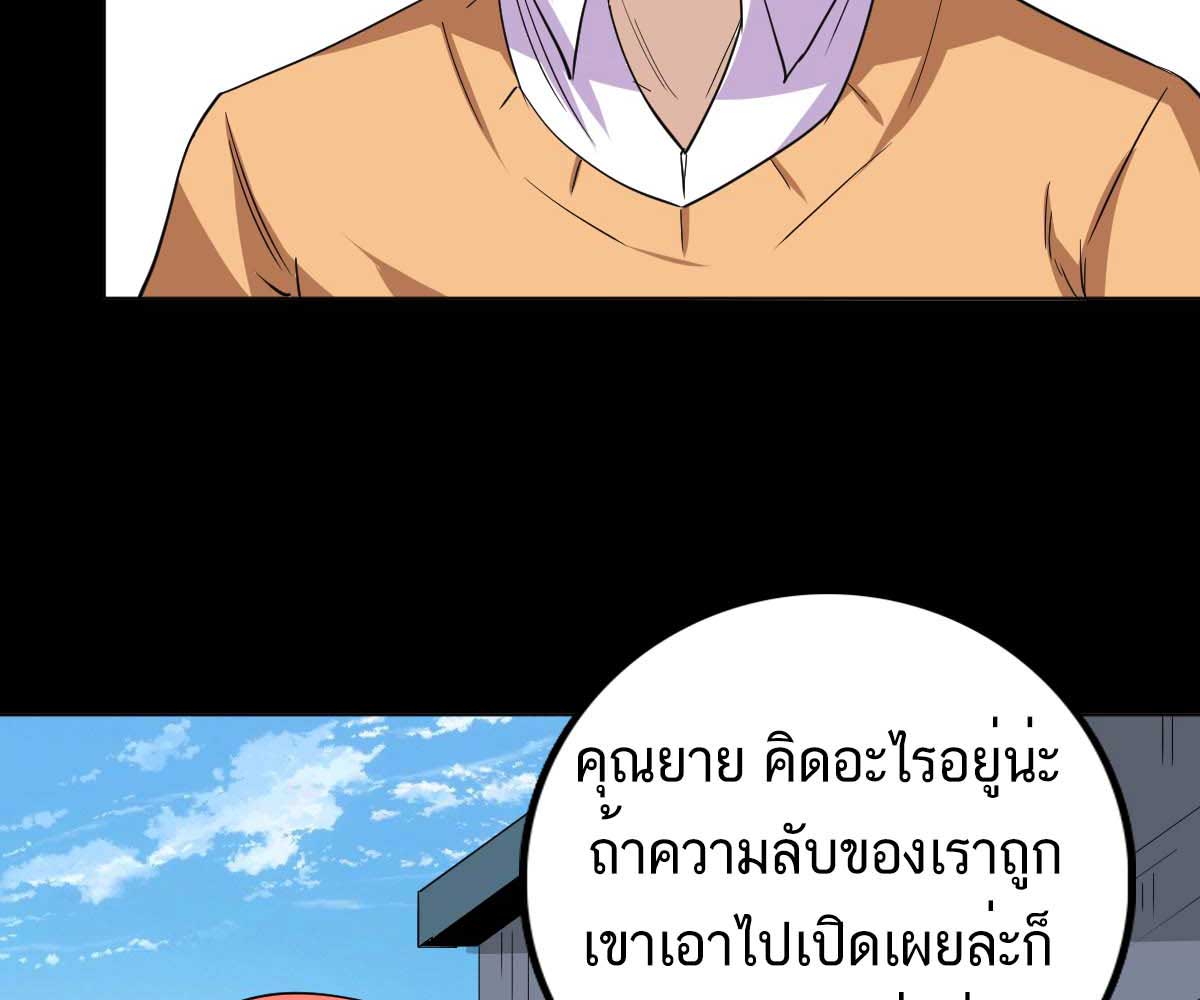 คุณยาย คิดอะไรอยู่น่ะ
ถ้าความลับของเราถูก
เขาเอาไปเปิดเผยล่ะก็